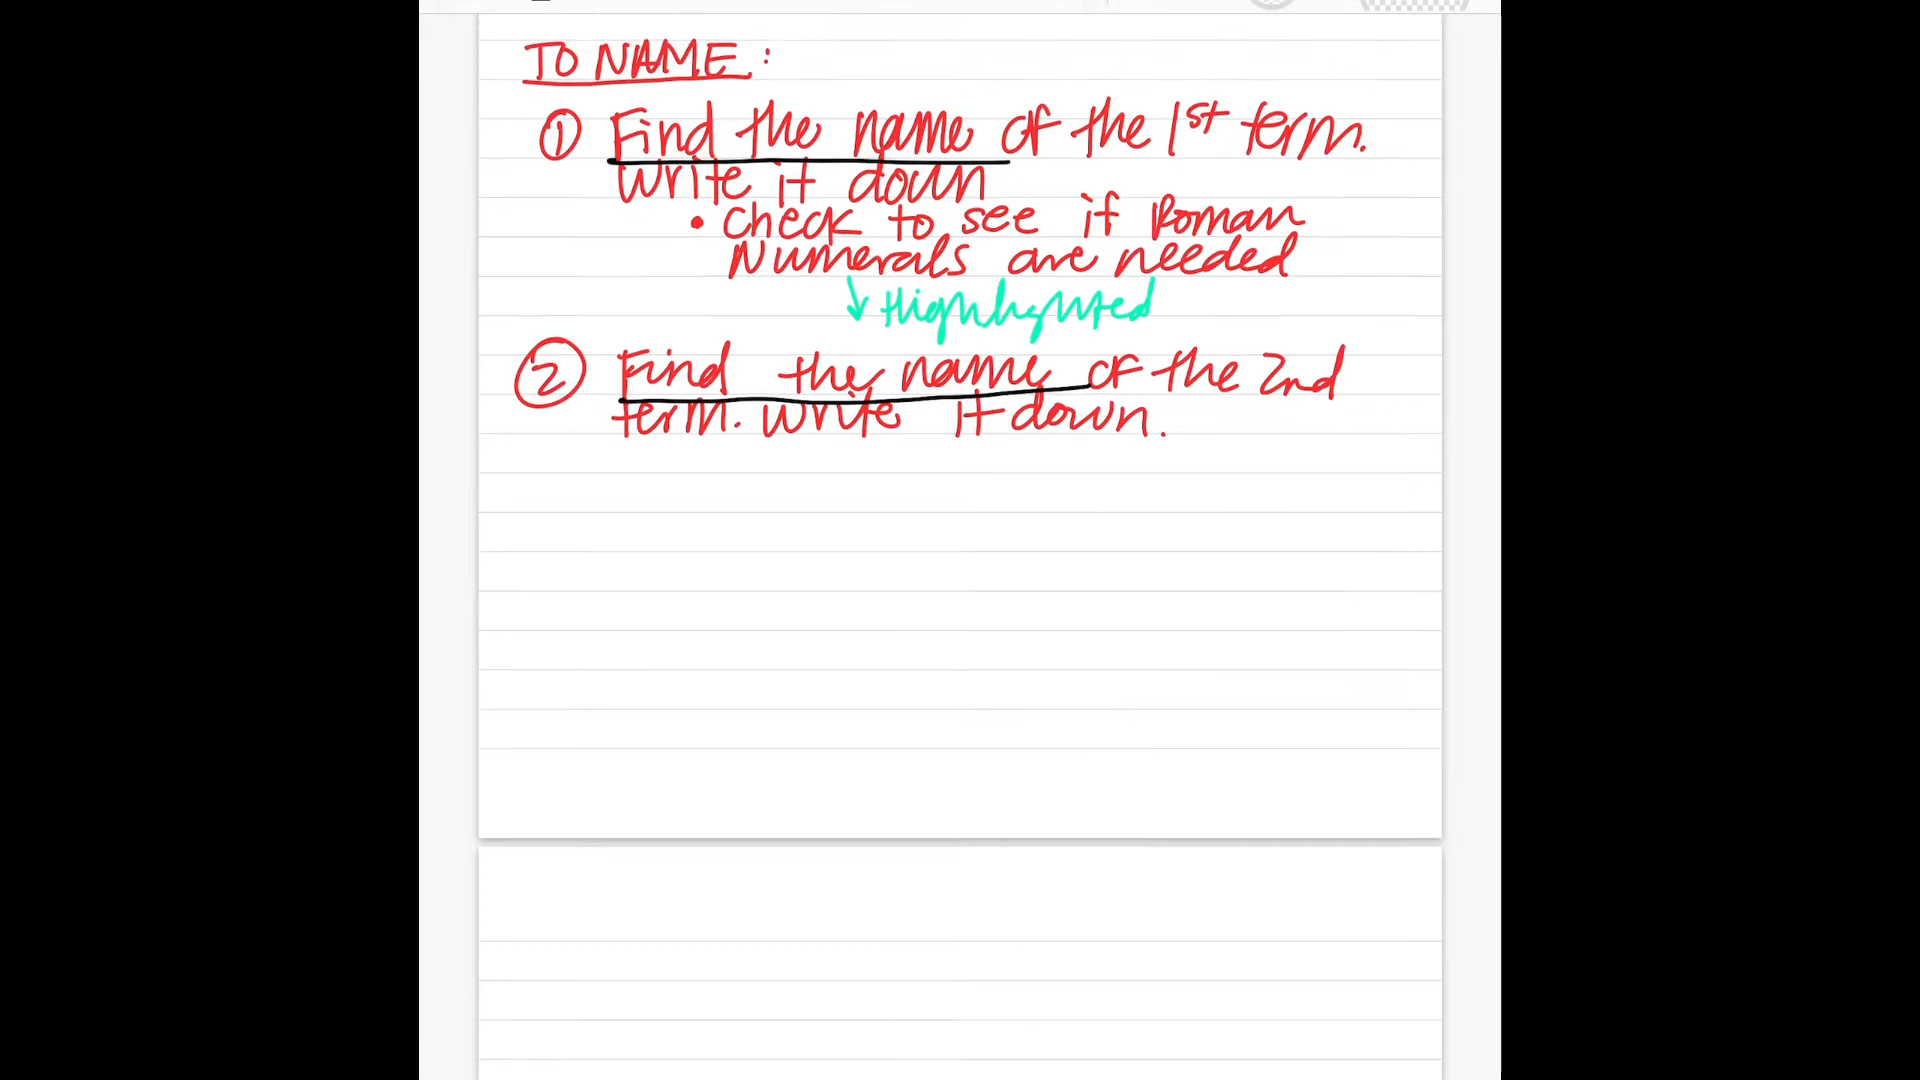 TO NAME:
① Find the name of the 1st term.
Write it down
• Check to see if Roman
Numerals are needed
↓ Highlighted
② Find the name of the 2nd
term. Write it down.